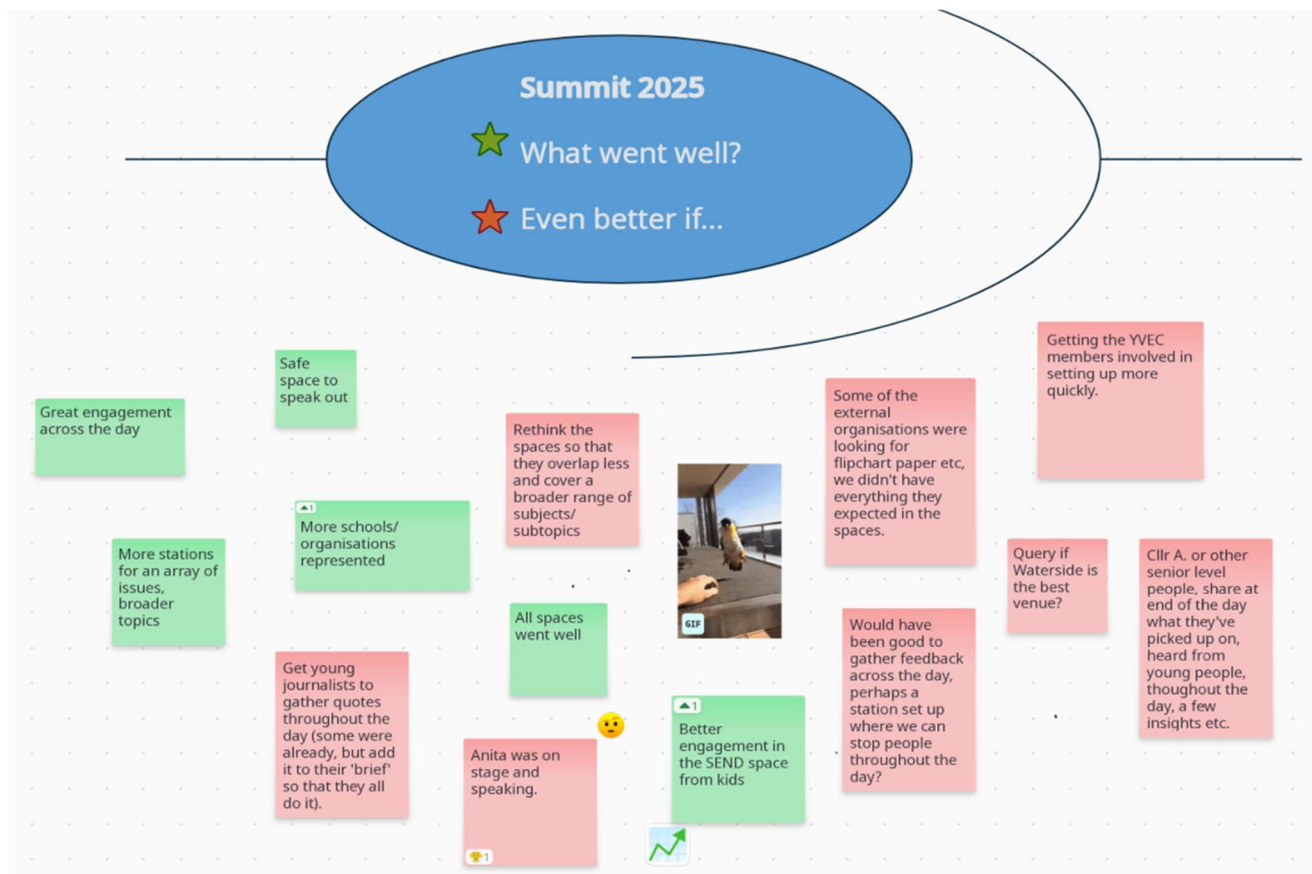 Summit 2025
What went well?
Even better if...
Great engagement
across the day
Safe
space to
speak out
1
More schools/
organisations
represented
More stations
for an array of
issues,
broader
topics
Get young
journalists to
gather quotes
throughout the
day (some were
already, but add
it to their 'brief'
so that they all
do it).
Rethink the
spaces so that
they overlap less
and cover a
broader range of
subjects/
subtopics
All spaces
went well
Anita was on
stage and
speaking.
1
GIF
1
Better
engagement in
the SEND space
from kids
Some of the
external
organisations were
looking for
flipchart paper etc,
we didn't have
everything they
expected in the
spaces.
Would have
been good to
gather feedback
across the day,
perhaps a
station set up
where we can
stop people
throughout the
day?
Getting the YVEC
members involved in
setting up more
quickly.
Query if
Waterside is
the best
venue?
Cllr A. or other
senior level
people, share at
end of the day
what they've
picked up on,
heard from
young people,
thoughout the
day, a few
insights etc.